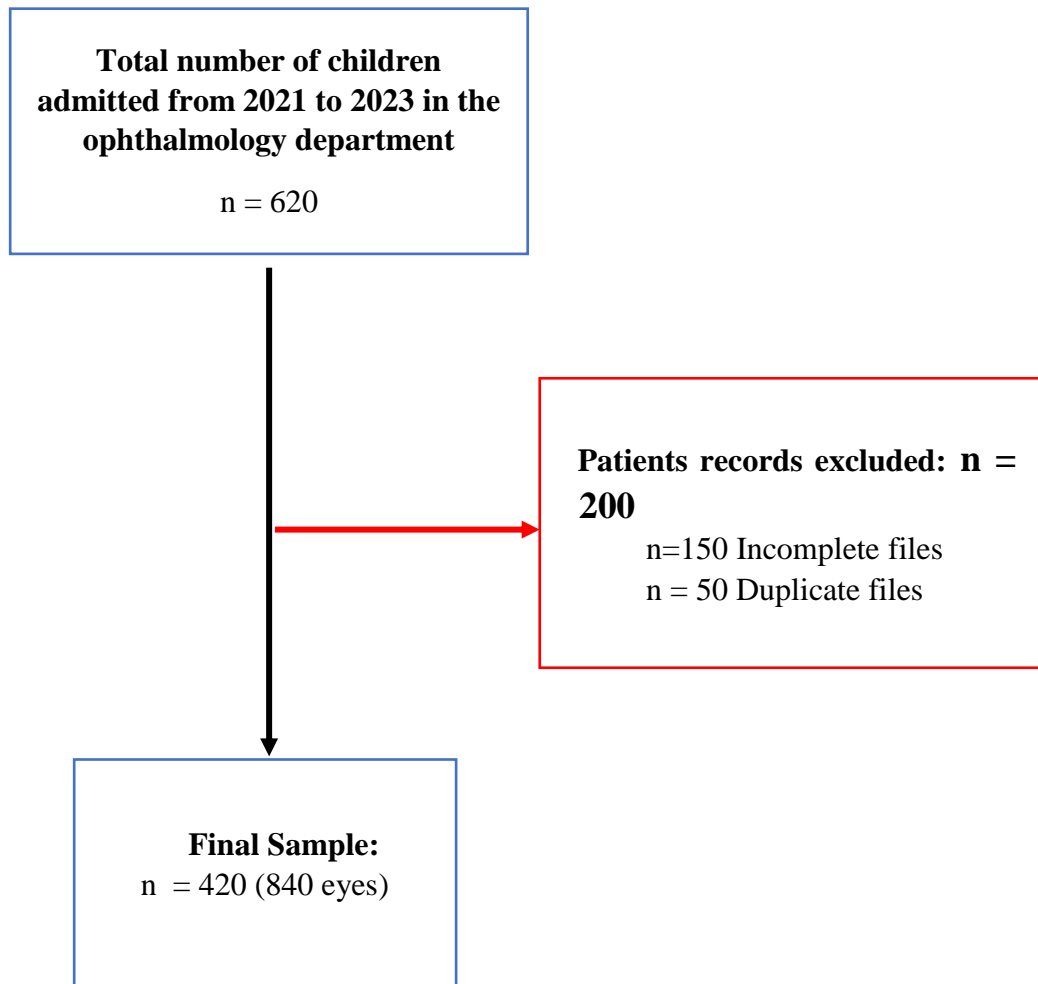 Total number of children
admitted from 2021 to 2023 in the
ophthalmology department
n = 620
Patients records excluded: n =
200
n=150 Incomplete files
n = 50 Duplicate files
Final Sample:
n = 420 (840 eyes)